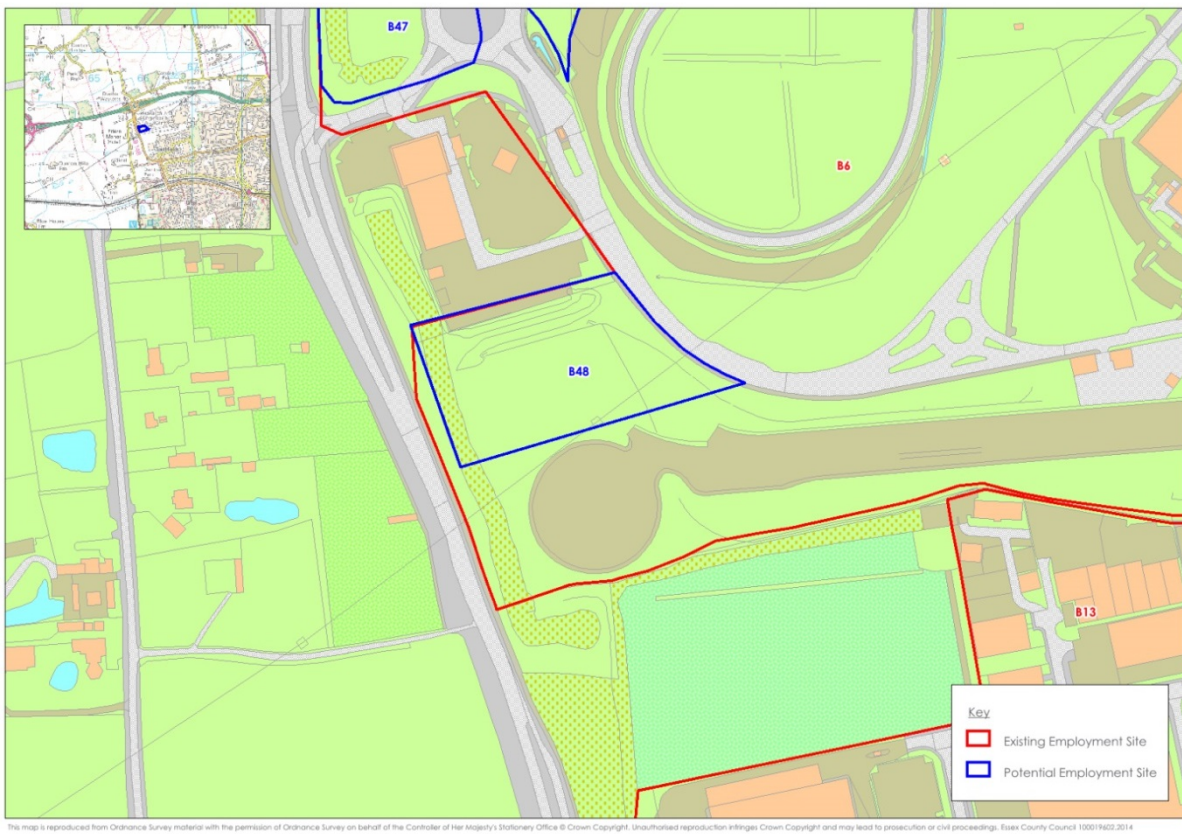 B47
B6
B48
B13
Key
Existing Employment Site
Potential Employment Site
This map is reproduced from Ordnance Survey material with the permission of Ordnance Survey on behalf of the Controller of Her Majesty's Stationery Office © Crown Copyright. Unauthorised reproduction infringes Crown Copyright and may lead to prosecution or civil proceedings. Essex County Council 100019602,2014